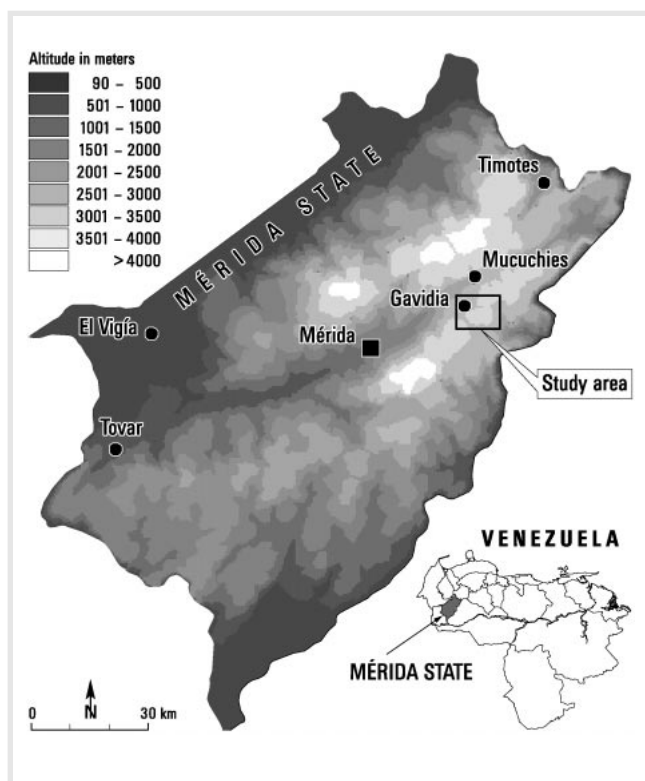 Altitude in meters
90 – 500
501 – 1000
1001 – 1500
1501 – 2000
2001 – 2500
2501 – 3000
3001 – 3500
3501 – 4000
> 4000
MÉRIDA STATE
Timotes
Mucuchies
Gavidia
El Vigía
Mérida
Study area
Tovar
VENEZUELA
MÉRIDA STATE
N
0 30 km